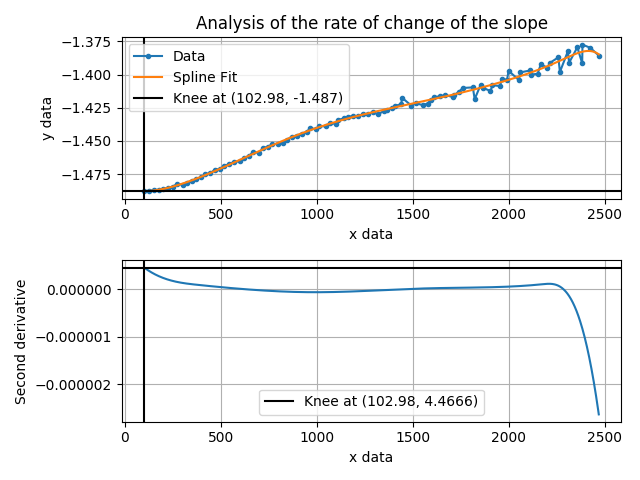 Analysis of the rate of change of the slope
−1.375
−1.400
−1.425
−1.450
−1.475
y data
Data
Spline Fit
Knee at (102.98, -1.487)
0
500
1000
1500
2000
2500
x data
0.000000
−0.000001
−0.000002
Second derivative
Knee at (102.98, 4.4666)
0
500
1000
1500
2000
2500
x data